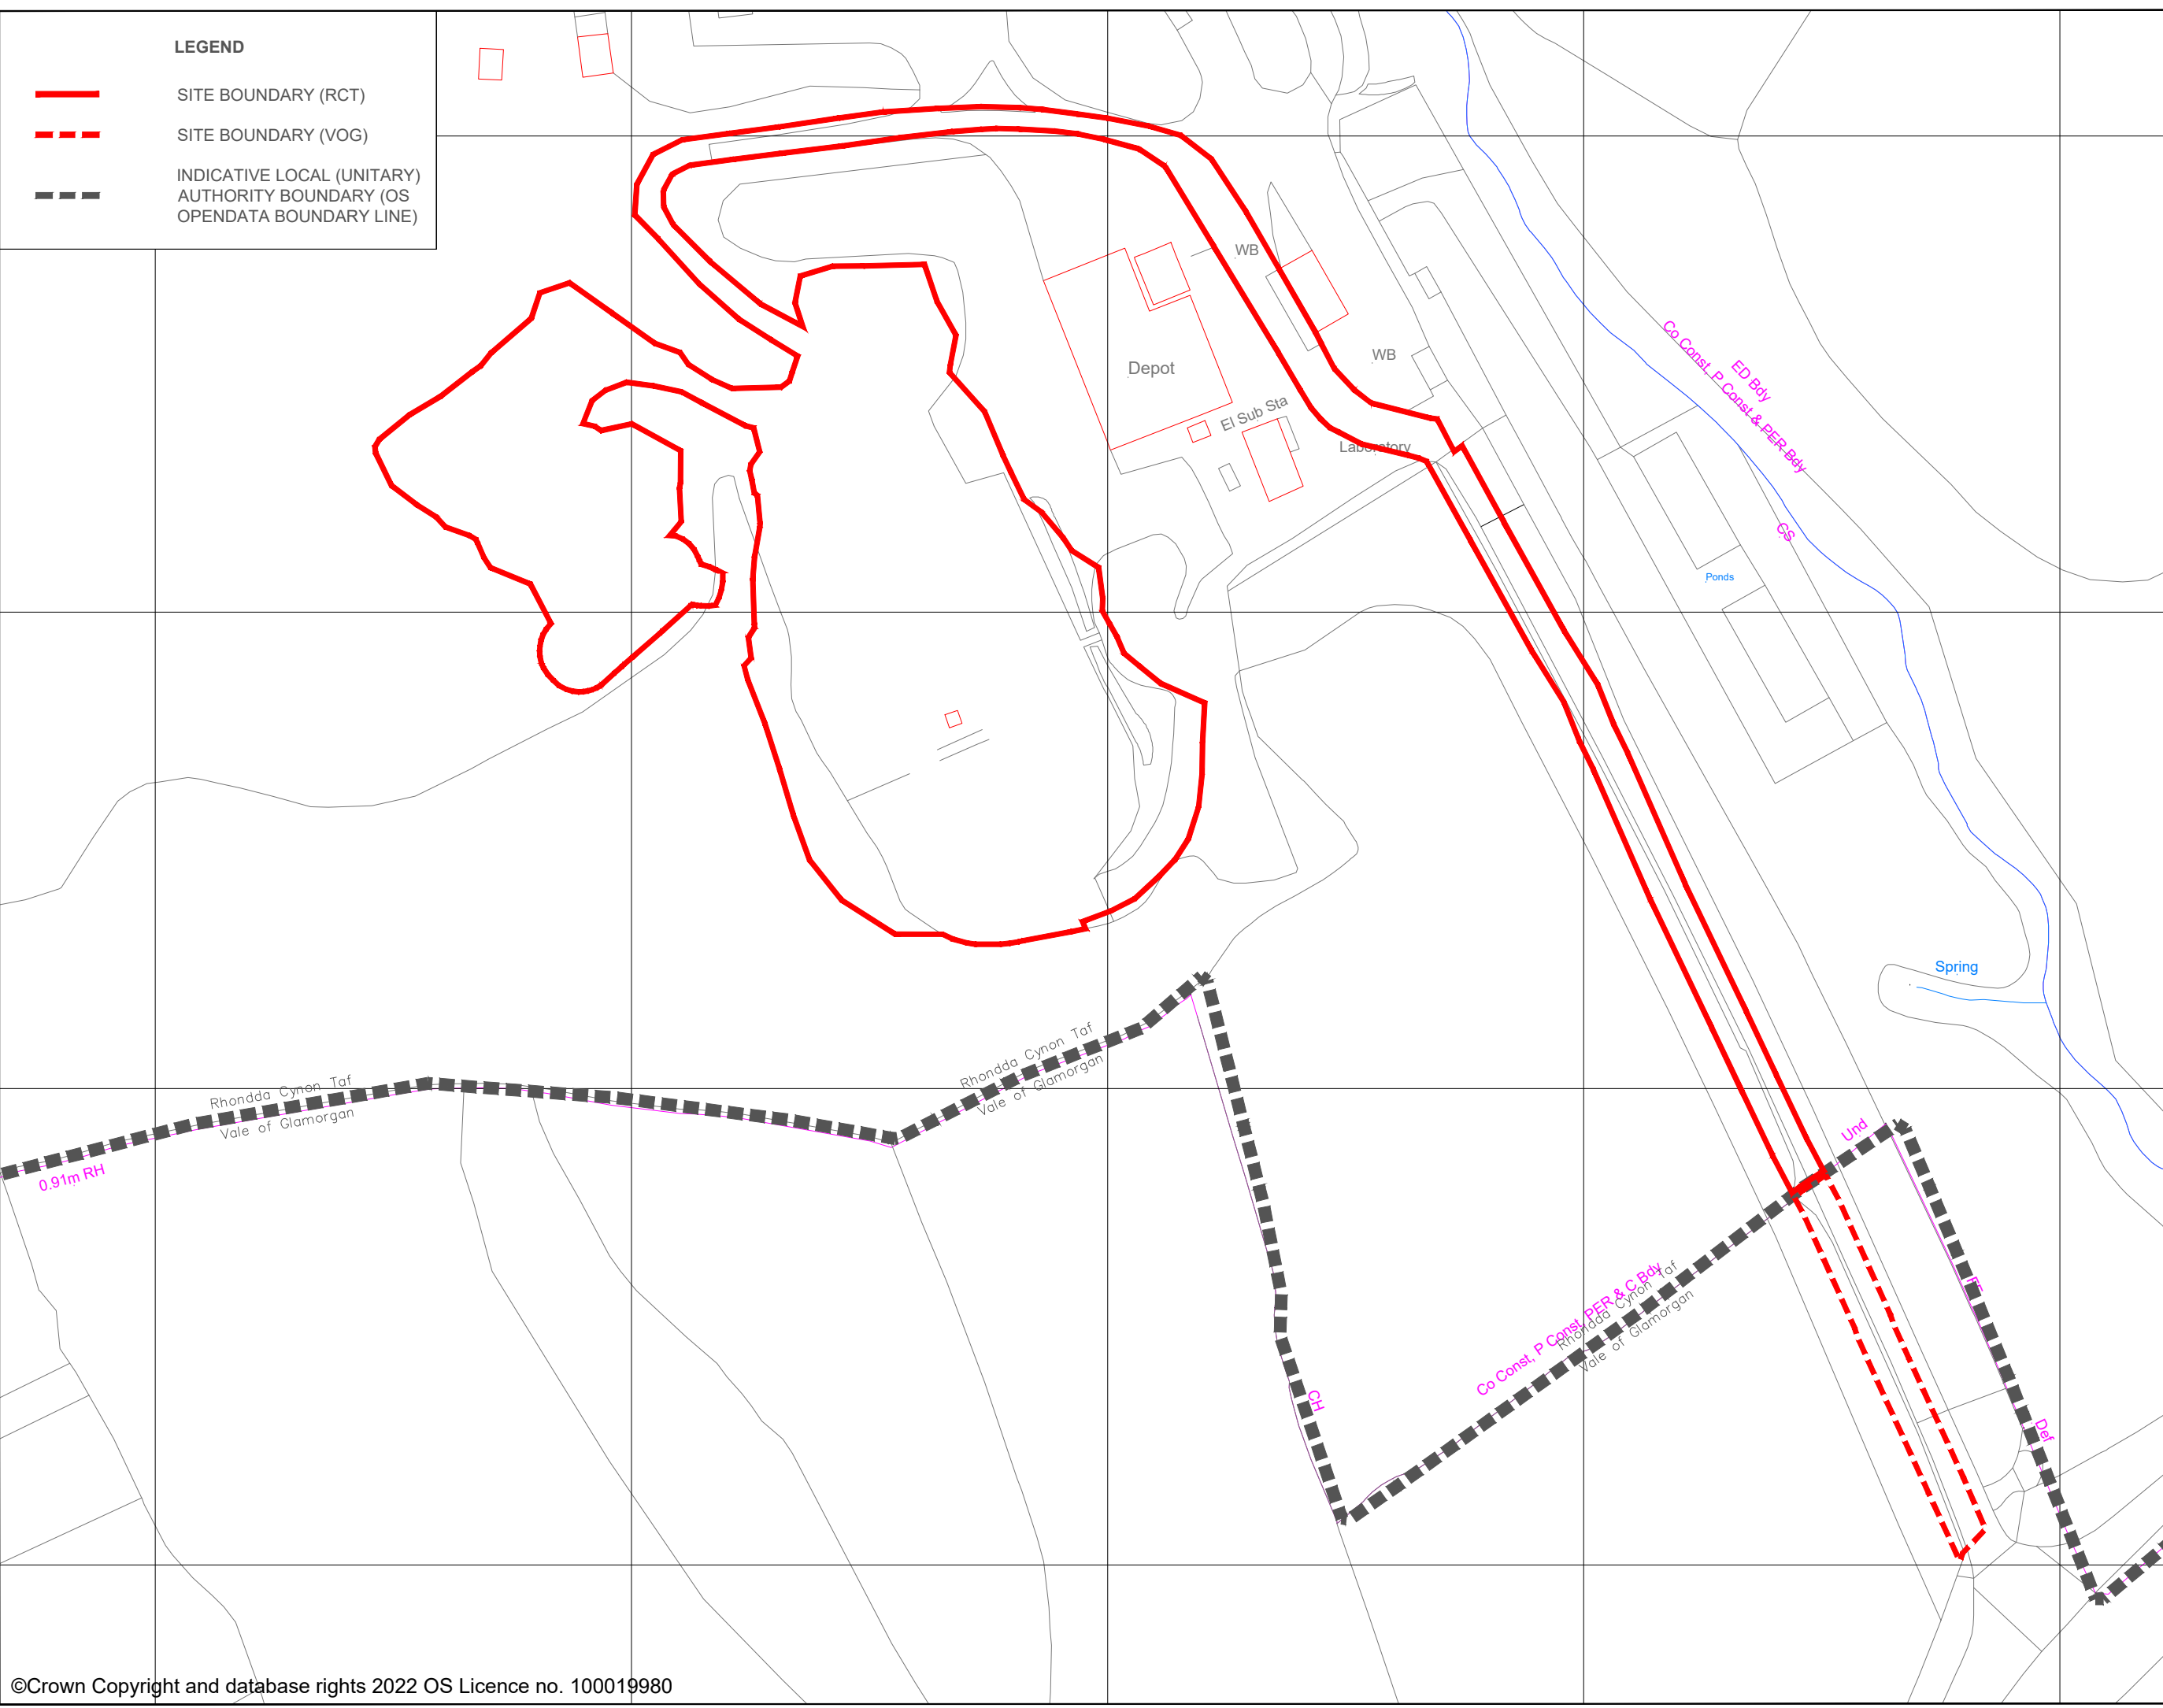 LEGEND
SITE BOUNDARY (RCT)
SITE BOUNDARY (VOG)
INDICATIVE LOCAL (UNITARY)
AUTHORITY BOUNDARY (OS
OPENDATA BOUNDARY LINE)
WB
WB
Depot
El Sub Sta
Laboratory
Co Const, P Const & PER Bdy
ED Bdy
CS
Ponds
Spring
Rhondda Cynon Taf
Vale of Glamorgan
0.91m RH
Rhondda Cynon Taf
Vale of Glamorgan
Und
Co Const, P Const, PER & C Bdy
Rhondda Cynon Taf
Vale of Glamorgan
CH
Def
©Crown Copyright and database rights 2022 OS Licence no. 100019980